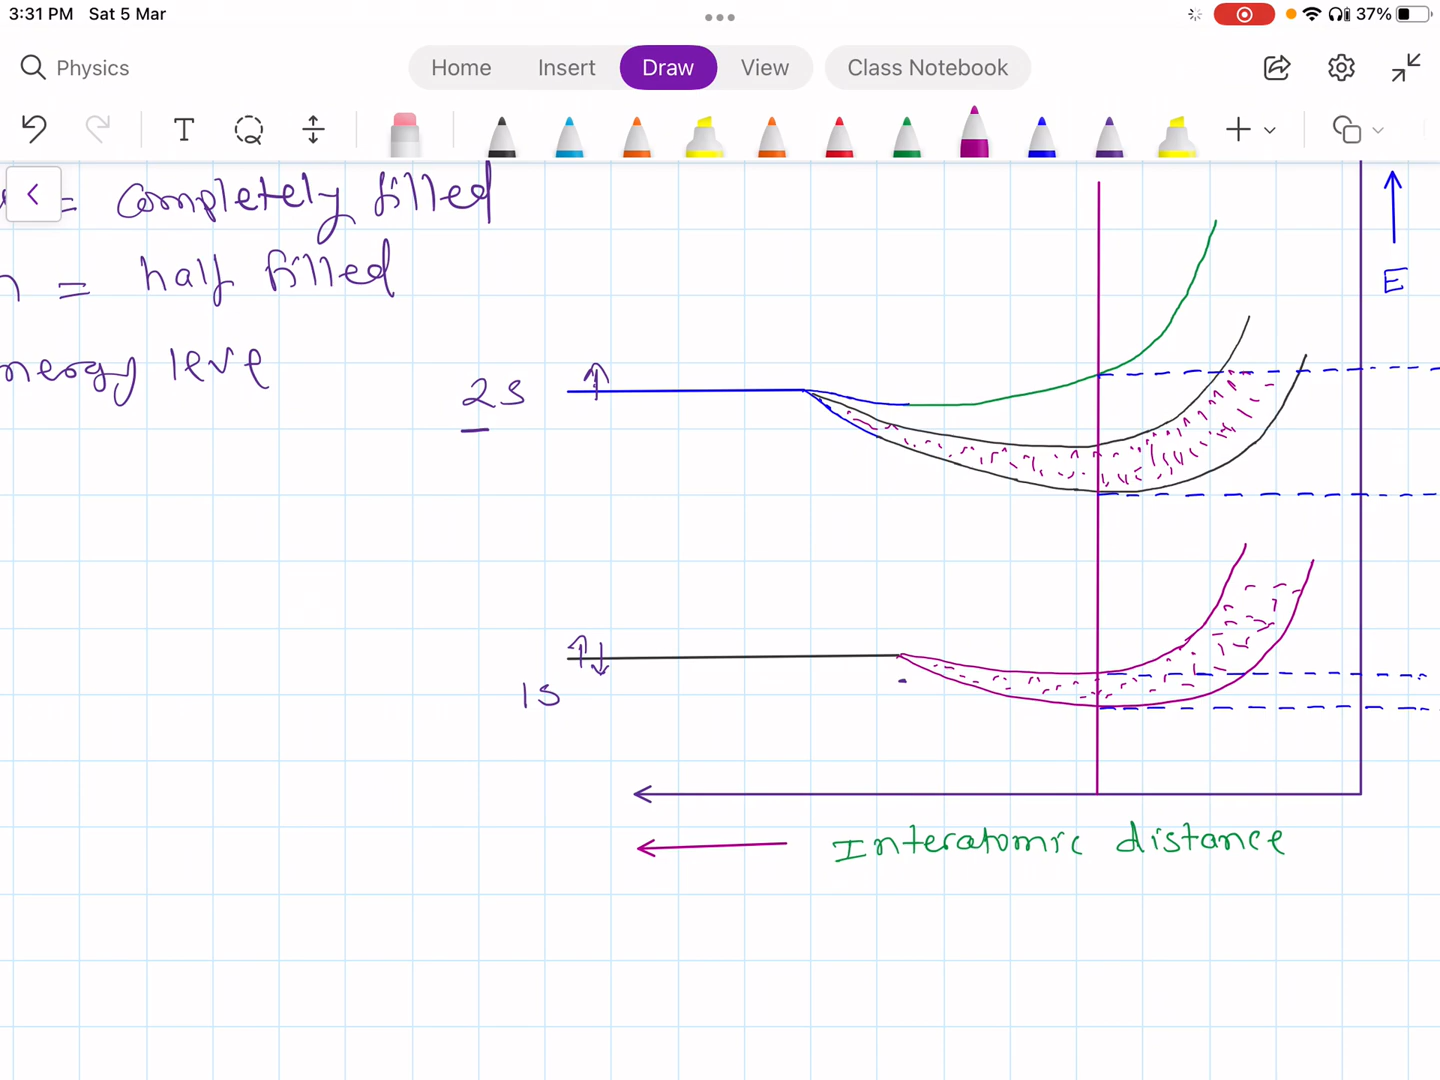 3:31 PM Sat 5 Mar
37%
Physics
Home Insert Draw View Class Notebook
T
= completely filled
= half filled
E
leve
2s
1s
Interatomic distance